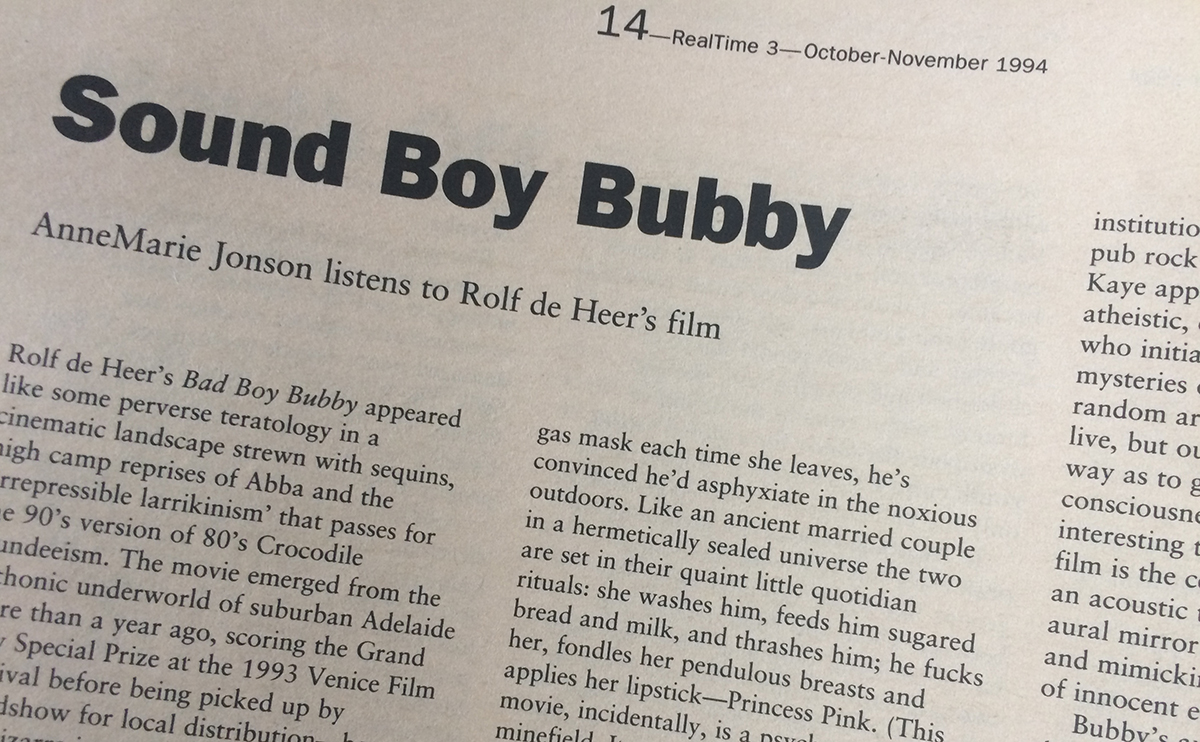 14—RealTime 3—October-November 1994
Sound Boy Bubby
AnneMarie Jonson listens to Rolf de Heer's film
Rolf de Heer's Bad Boy Bubby appeared
like some perverse teratology in a
cinematic landscape strewn with sequins,
high camp reprises of Abba and the
rrepressible larrikinism' that passes for
90's version of 80's Crocodile
undeeism. The movie emerged from the
thonic underworld of suburban Adelaide
re than a year ago, scoring the Grand
Special Prize at the 1993 Venice Film
ival before being picked up by
dshow for local distribution
gas mask each time she leaves, he's
convinced he'd asphyxiate in the noxious
outdoors. Like an ancient married couple
in a hermetically sealed universe the two
are set in their quaint little quotidian
rituals: she washes him, feeds him sugared
bread and milk, and thrashes him; he fucks
her, fondles her pendulous breasts and
applies her lipstick—Princess Pink. (This
movie, incidentally, is a
minefield.
institutio
pub rock
Kaye app
atheistic,
who initia
mysteries
random ar
live, but ou
way as to g
consciousne
interesting t
film is the c
an acoustic
aural mirror
and mimicki
of innocent e
Bubby's